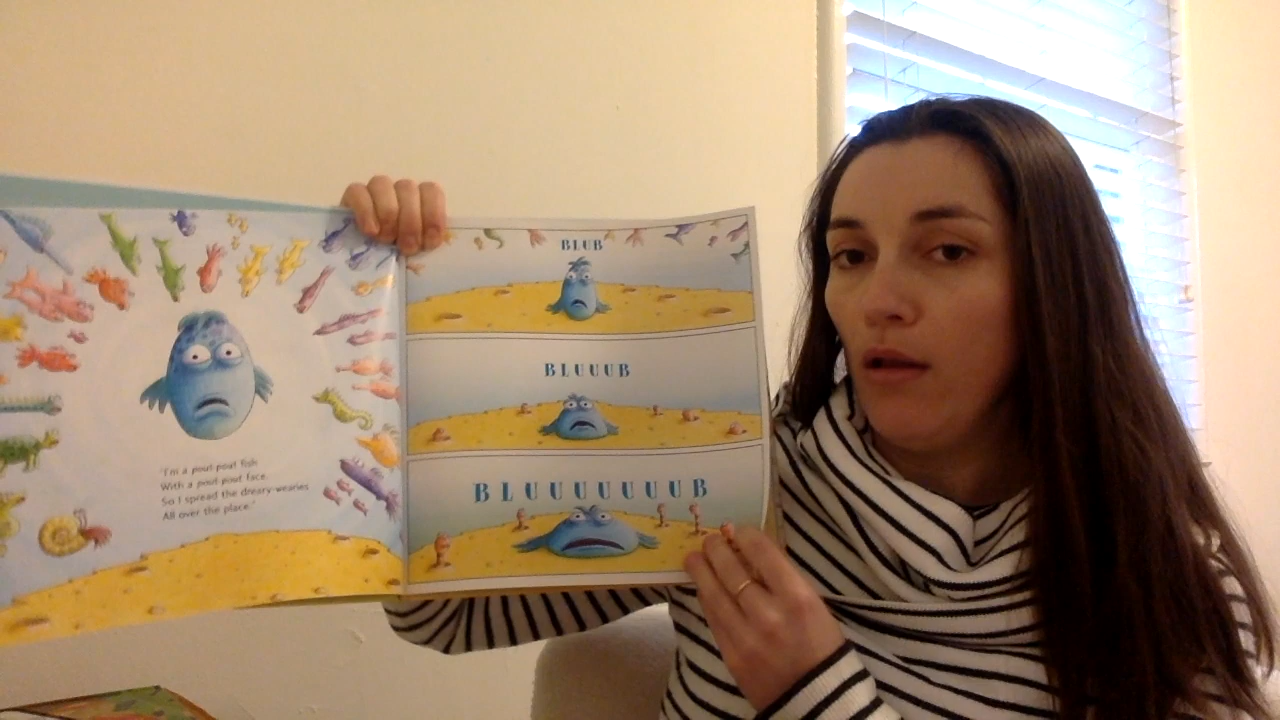 "I'm a pout-pout fish
With a pout-pout face,
So I spread the dreary-wearies
All over the place."
BLUB
BLUUUB
BLUUUUUUUB